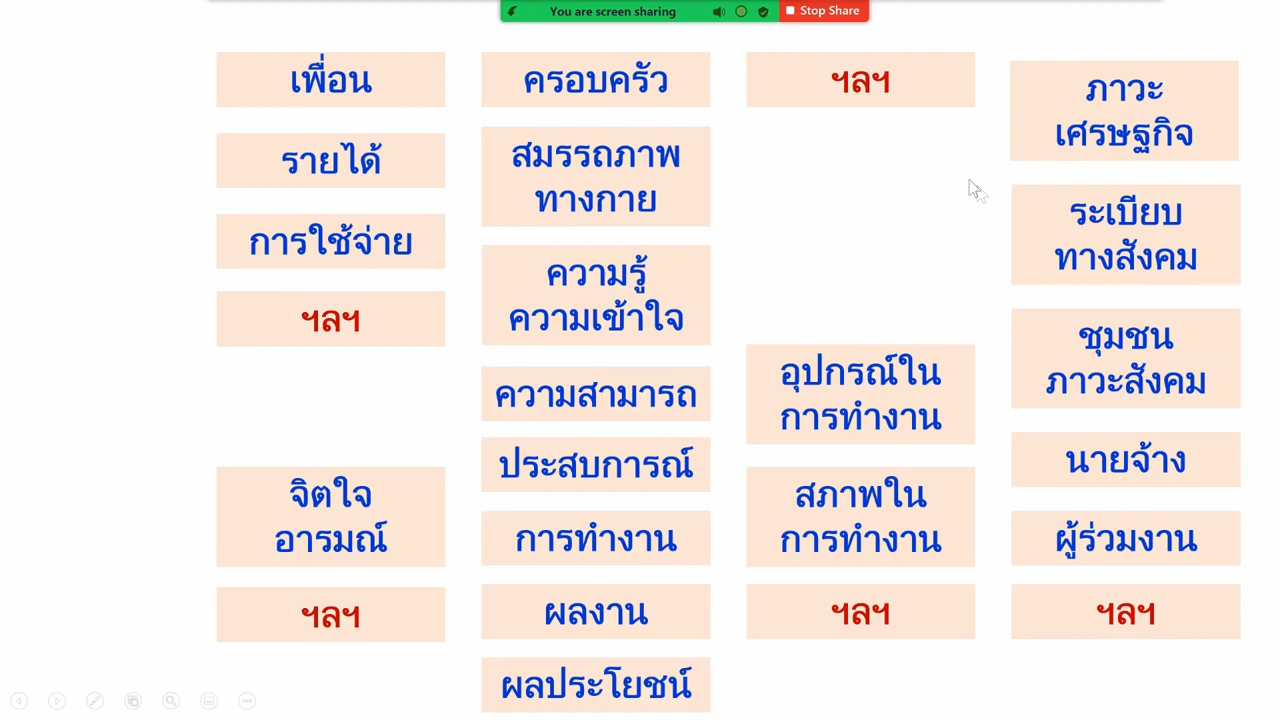 You are screen sharing
Stop Share
เพื่อน
รายได้
การใช้จ่าย
ฯลฯ
จิตใจ
อารมณ์
ฯลฯ
ครอบครัว
สมรรถภาพ
ทางกาย
ความรู้
ความเข้าใจ
ความสามารถ
ประสบการณ์
การทำงาน
ผลงาน
ผลประโยชน์
ฯลฯ
อุปกรณ์ใน
การทำงาน
สภาพใน
การทำงาน
ฯลฯ
ภาวะ
เศรษฐกิจ
ระเบียบ
ทางสังคม
ชุมชน
ภาวะสังคม
นายจ้าง
ผู้ร่วมงาน
ฯลฯ